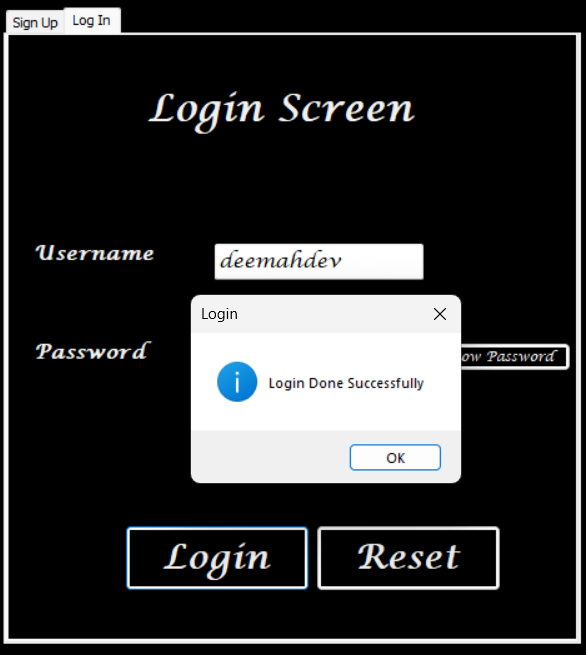 Sign Up Log In
Login Screen
Username deemahdev
Login
Password ow Password
Login Done Successfully
OK
Login Reset